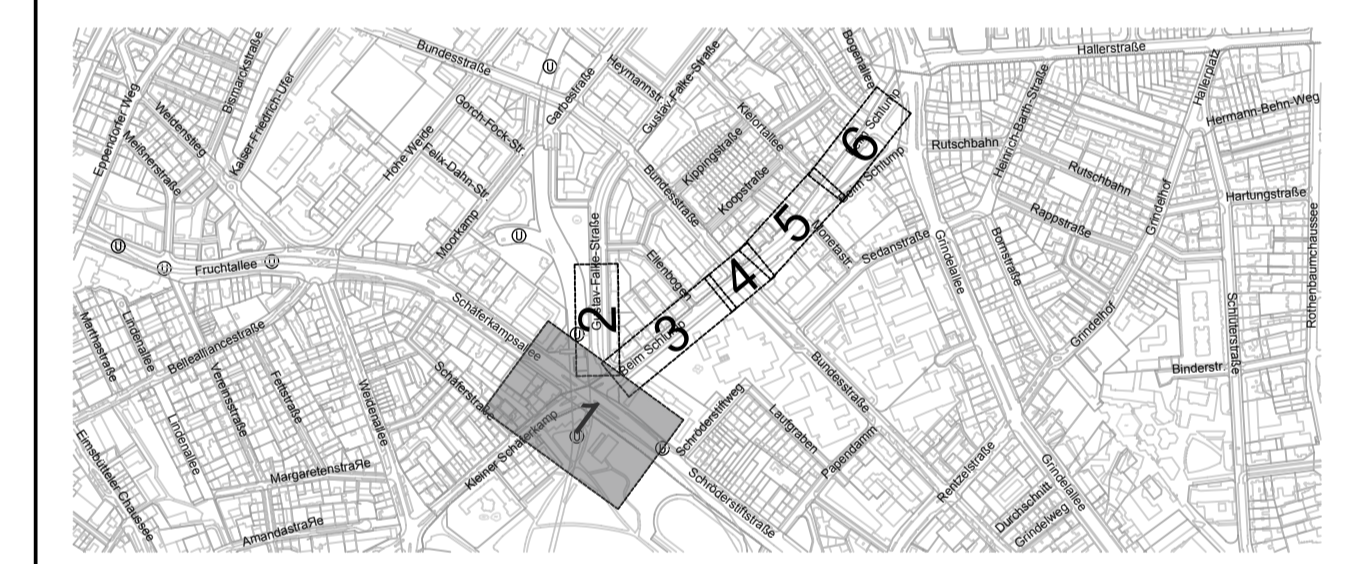 Bundesstraße
Hallerstraße
Bogenallee
Heymannstr.
Gustav-Falke-Straße
Garbestraße
Bismarckstraße
Kaiser-Friedrich-Ufer
Eppendorfer Weg
Weidenstieg
Meißnerstraße
Gorch-Fock-Str.
Hohe Weide
Felix-Dahn-Str.
Moorkamp
Kielortallee
Kippingstraße
Koopstraße
Bundesstraße
Schlump
6
Beim Schlump
Rutschbahn
Heinrich-Barth-Straße
Hallerplatz
Hermann-Behn-Weg
Rutschbahn
Rappstraße
Grindelhof
Hartungstraße
Rothenbaumchaussee
5
Monetastr.
Sedanstraße
Grindelallee
Bornstraße
Gustav-Falke-Straße
Ellenbogen
4
2
3
Beim Schlump
U
U
U
U
U
Fruchtallee
U
Schäferkampsallee
Marthastraße
Lindenallee
Belleallíancestraße
Vereinsstraße
Fettstraße
Weidenallee
Schäferstraße
1
U
U
Kleiner Schäferkamp
Schröderstiftweg
Laufgraben
Papendamm
Bundesstraße
Grindelhof
Schlüterstraße
Binderstr.
Lindenallee
Eimsbütteler Chaussee
Margaretenstraße
Amandastraße
Schröderstiftstraße
Rentzelstraße
Durchschnitt
Grindelweg
Grindelallee